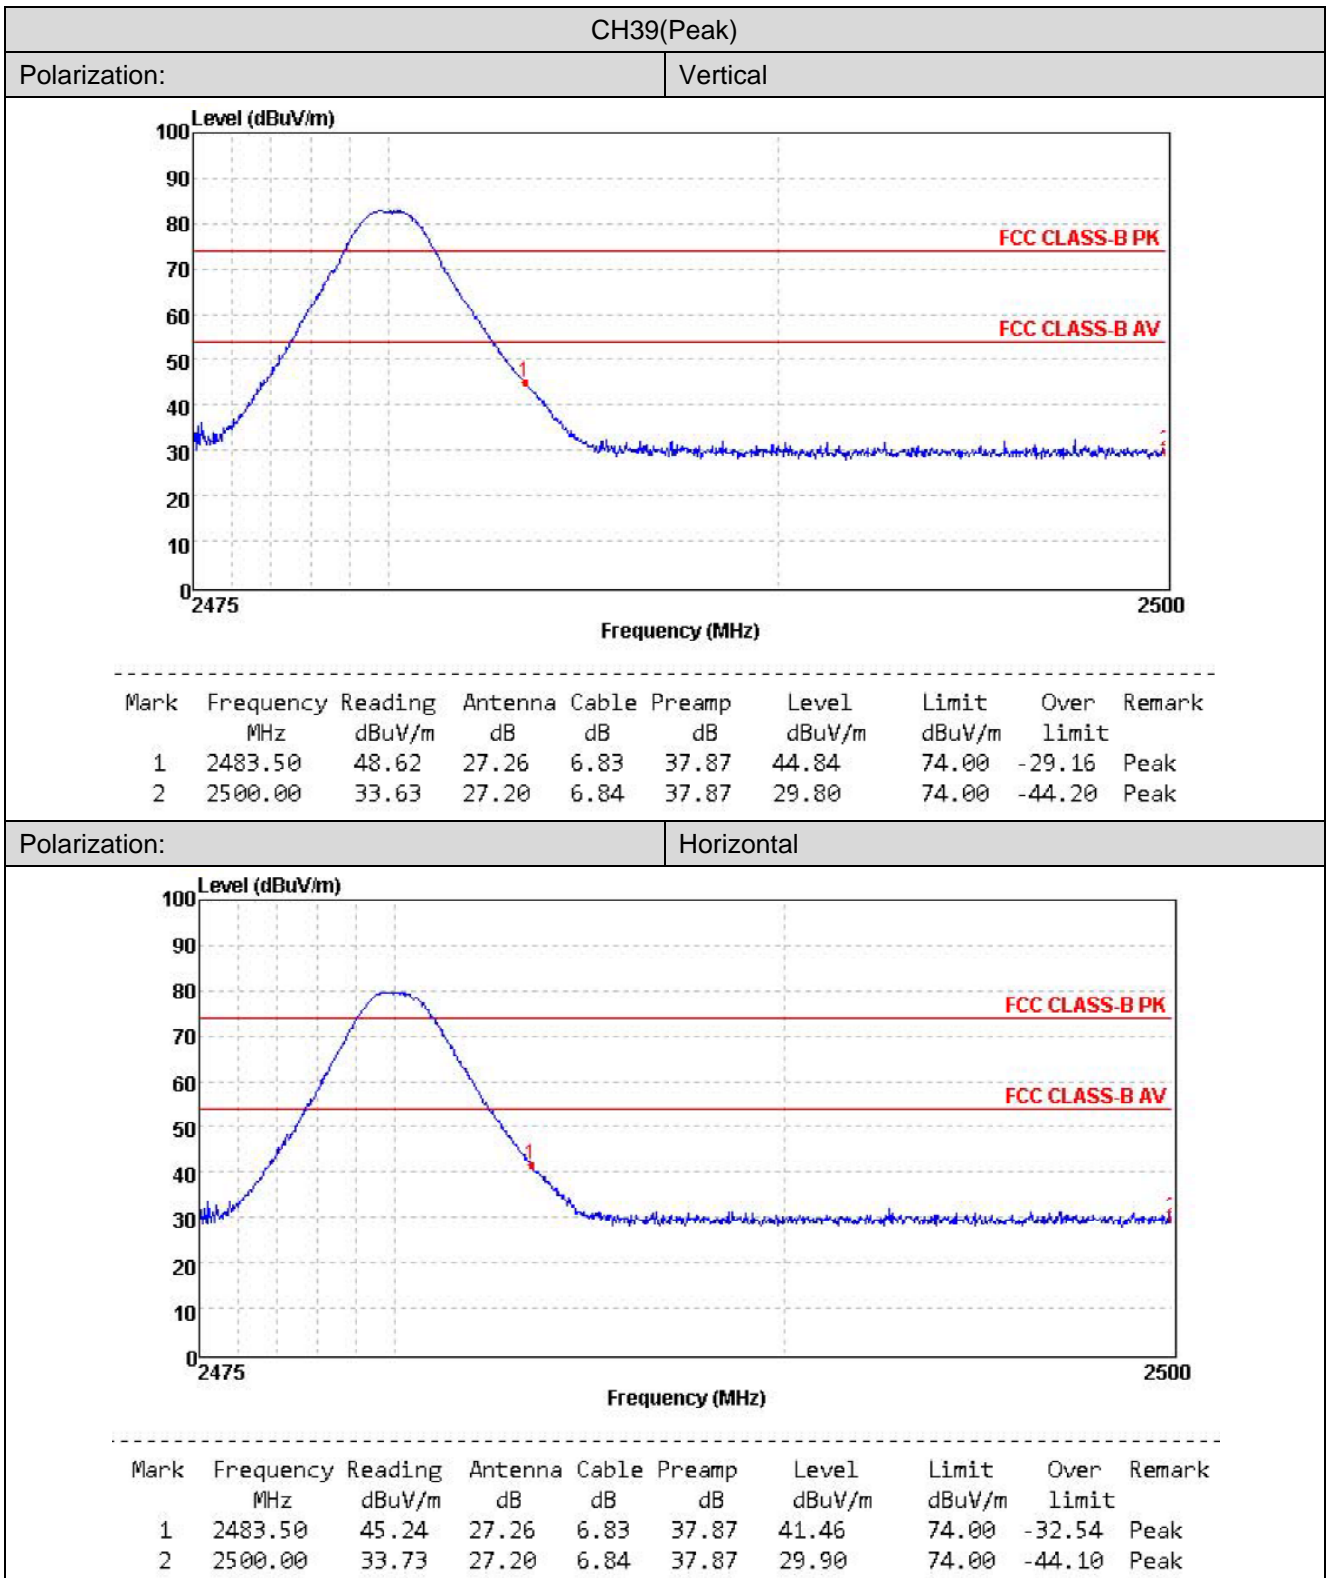 CH39(Peak)
Polarization: Vertical
Level (dBuV/m)
100
90
80
FCC CLASS-B PK
70
60
FCC CLASS-B AV
50
1
40
30
20
10
0
2475 2500
Frequency (MHz)
Mark Frequency Reading Antenna Cable Preamp Level Limit Over Remark
MHz dBuV/m dB dB dB dBuV/m dBuV/m limit
1 2483.50 48.62 27.26 6.83 37.87 44.84 74.00 -29.16 Peak
2 2500.00 33.63 27.20 6.84 37.87 29.80 74.00 -44.20 Peak
Polarization: Horizontal
Level (dBuV/m)
100
90
80
FCC CLASS-B PK
70
60
FCC CLASS-B AV
50
1
40
30
20
10
0
2475 2500
Frequency (MHz)
Mark Frequency Reading Antenna Cable Preamp Level Limit Over Remark
MHz dBuV/m dB dB dB dBuV/m dBuV/m limit
1 2483.50 45.24 27.26 6.83 37.87 41.46 74.00 -32.54 Peak
2 2500.00 33.73 27.20 6.84 37.87 29.90 74.00 -44.10 Peak